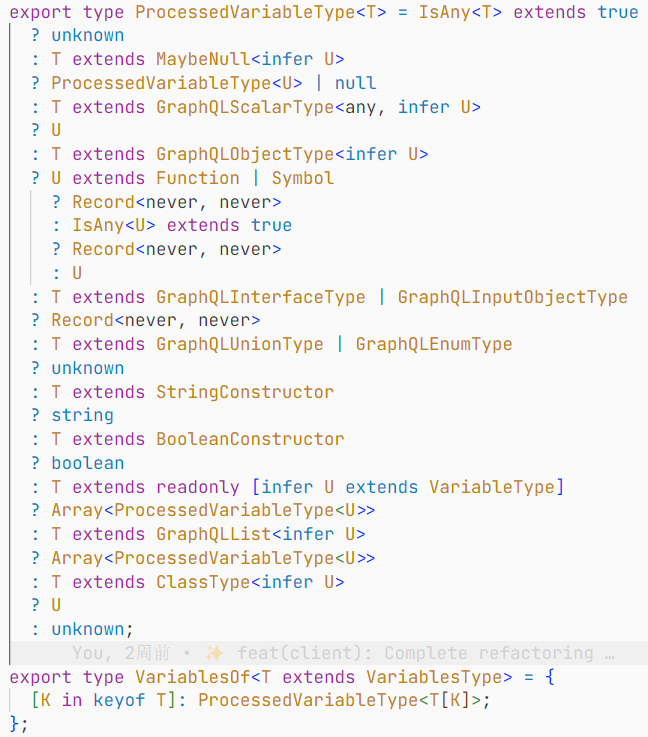 export type ProcessedVariableType<T> = IsAny<T> extends true
  ? unknown
  : T extends MaybeNull<infer U>
  ? ProcessedVariableType<U> | null
  : T extends GraphQLScalarType<any, infer U>
  ? U
  : T extends GraphQLObjectType<infer U>
  ? U extends Function | Symbol
    ? Record<never, never>
    : IsAny<U> extends true
    ? Record<never, never>
    : U
  : T extends GraphQLInterfaceType | GraphQLInputObjectType
  ? Record<never, never>
  : T extends GraphQLUnionType | GraphQLEnumType
  ? unknown
  : T extends StringConstructor
  ? string
  : T extends BooleanConstructor
  ? boolean
  : T extends readonly [infer U extends VariableType]
  ? Array<ProcessedVariableType<U>>
  : T extends GraphQLList<infer U>
  ? Array<ProcessedVariableType<U>>
  : T extends ClassType<infer U>
  ? U
  : unknown;
You, 2周前 • ✨ feat(client): Complete refactoring …
export type VariablesOf<T extends VariablesType> = {
  [K in keyof T]: ProcessedVariableType<T[K]>;
};